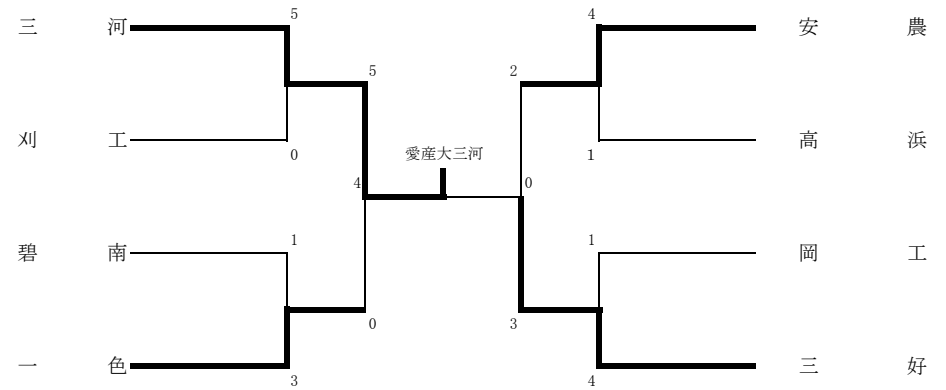 5 4
三 河 安 農
5 2
刈 工 高 浜
0 1
愛産大三河
4 0
1 1
碧 南 岡 工
0 3
一 色 三 好
3 4